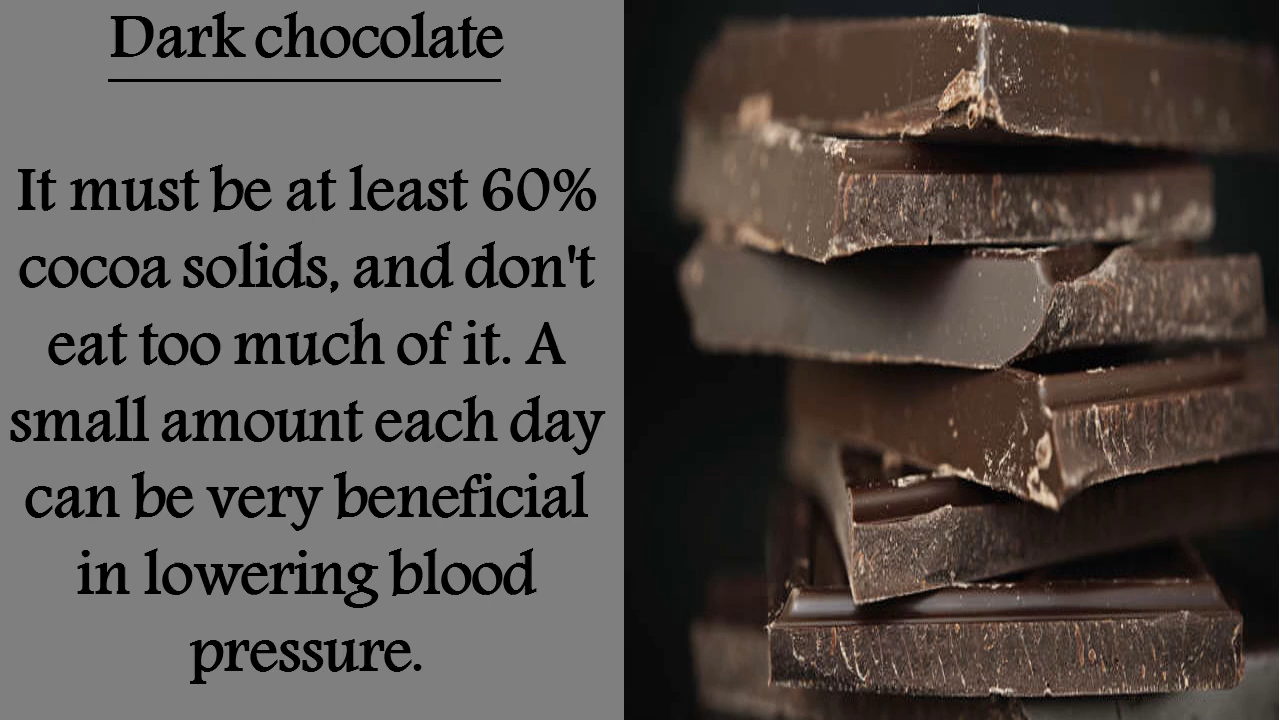 Dark chocolate
It must be at least 60%
cocoa solids, and don't
eat too much of it. A
small amount each day
can be very beneficial
in lowering blood
pressure.